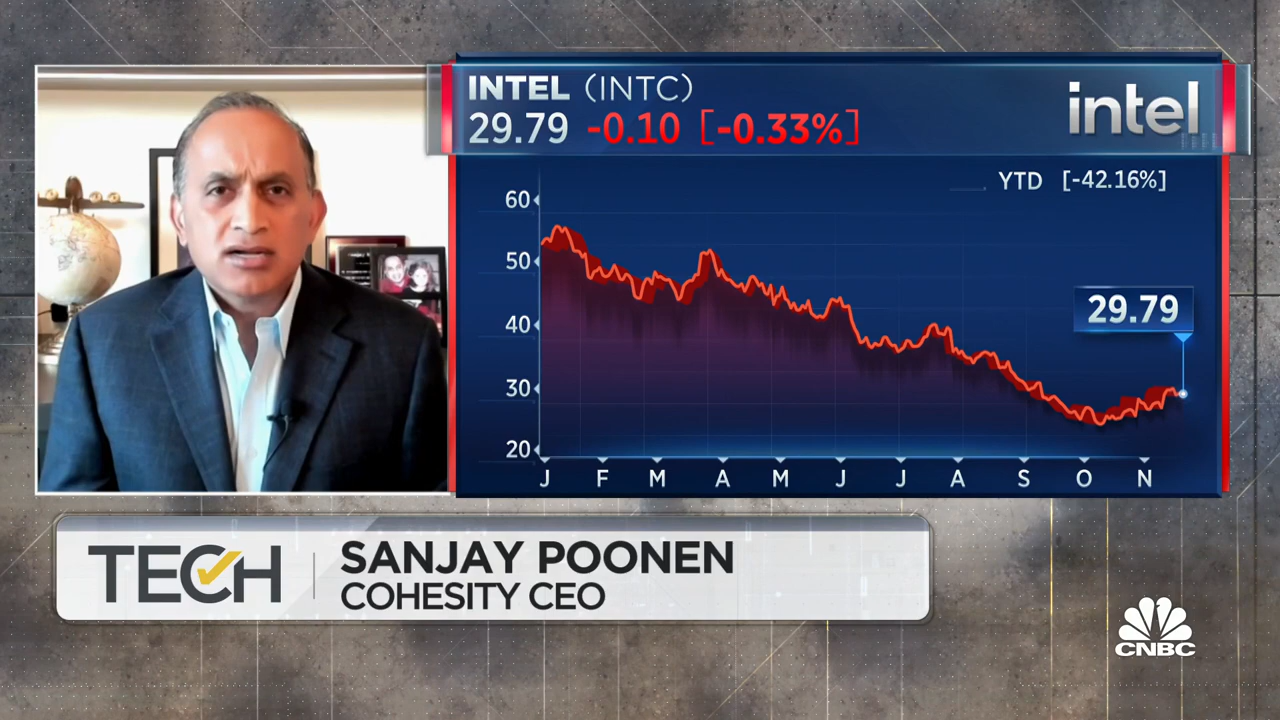 INTEL (INTC)
29.79 -0.10 [-0.33%]
intel
YTD [-42.16%]
60
50
40
30
20
29.79
J F M A M J J A S O N
TECH
SANJAY POONEN
COHESITY CEO
CNBC